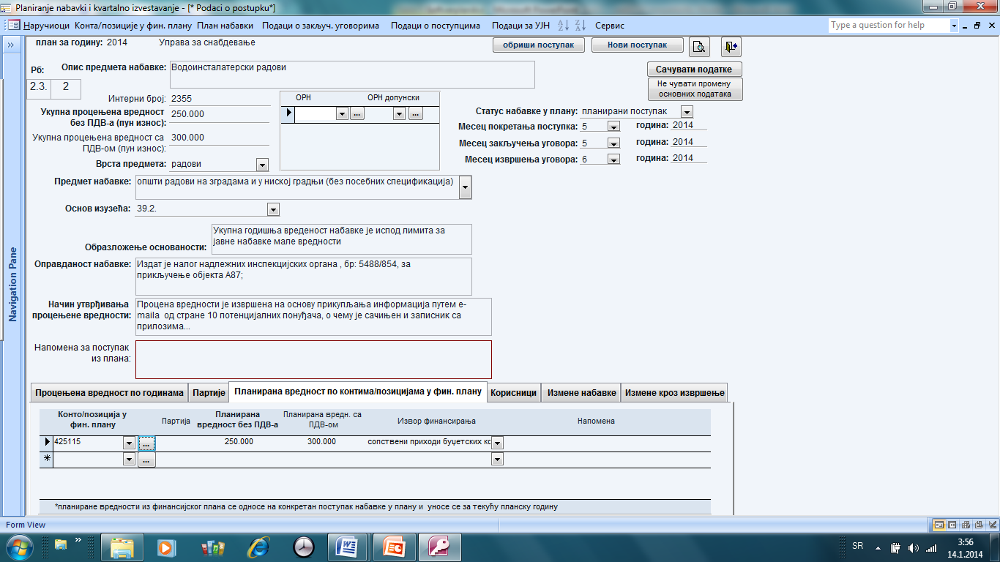 Planiranje nabavki i kvartalno izvestavanje - [* Podaci o postupku*]
Наручиоци Конта/позиције у фин. плану План набавки Подаци о закључ. уговорима Подаци о поступцима Подаци за УЈН Сервис
Type a question for help
план за годину: 2014 Управа за снабдевање
обриши поступак Нови поступак
Рб: Опис предмета набавке: Водоинсталатерски радови
Сачувати податке
2.3. 2
Не чувати промену
основних података
Интерни број: 2355
ОРН ОРН допунски
Укупна процењена вредност
без ПДВ-а (пун износ): 250.000
Статус набавке у плану: планирани поступак
Месец покретања поступка: 5 година: 2014
Укупна процењена вредност са
ПДВ-ом (пун износ): 300.000
Месец закључења уговора: 5 година: 2014
Месец извршења уговора: 6 година: 2014
Врста предмета: радови
Предмет набавке: општи радови на зградама и у ниској градњи (без посебних спецификација)
Основ изузећа: 39.2.
Образложење основаности: Укупна годишња вреденост набавке је испод лимита за
јавне набавке мале вредности
Оправданост набавке: Издат је налог надлежних инспекцијских органа , бр: 5488/854, за
прикључење објекта А87;
Начин утврђивања
процењене вредности: Процена вредности је извршена на основу прикупљања информација путем е-
maila од стране 10 потенцијалних понуђача, о чему је сачињен и записник са
прилозима...
Напомена за поступак
из плана:
Navigation Pane
Процењена вредност по годинама Партије Планирана вредност по контима/позицијама у фин. плану Корисници Измене набавке Измене кроз извршење
Конто/позиција у
фин. плану
Партија
Планирана
вредност без ПДВ-а
Планирана вредн. са
ПДВ-ом
Извор финансирања
Напомена
425115 ... 250.000 300.000 сопствени приходи буџетских ко
...
*планиране вредности из финансијског плана се односе на конкретан поступак набавке у плану и уносе се за текућу планску годину
Form View
SR
3:56
14.1.2014